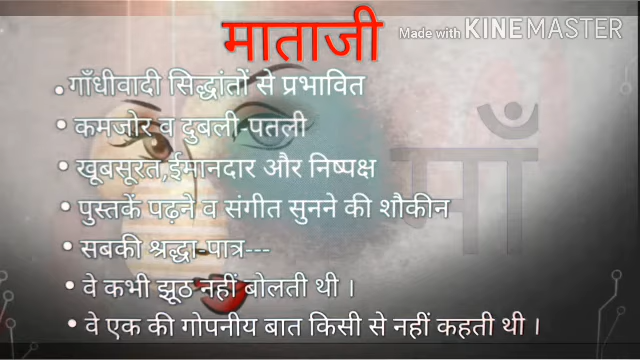 माताजी
Made with KINEMASTER
• गाँधीवादी सिद्धांतों से प्रभावित
• कमजोर व दुबली-पतली
• खूबसूरत,ईमानदार और निष्पक्ष
माँ
• पुस्तकें पढ़ने व संगीत सुनने की शौकीन
• सबकी श्रद्धा-पात्र---
• वे कभी झूठ नहीं बोलती थी ।
• वे एक की गोपनीय बात किसी से नहीं कहती थी ।